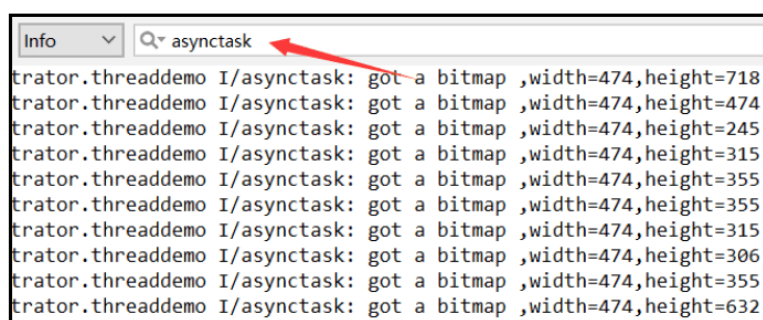 Info asynctask
trator.threaddemo I/asynctask: got a bitmap ,width=474,height=718
trator.threaddemo I/asynctask: got a bitmap ,width=474,height=474
trator.threaddemo I/asynctask: got a bitmap ,width=474,height=245
trator.threaddemo I/asynctask: got a bitmap ,width=474,height=315
trator.threaddemo I/asynctask: got a bitmap ,width=474,height=355
trator.threaddemo I/asynctask: got a bitmap ,width=474,height=355
trator.threaddemo I/asynctask: got a bitmap ,width=474,height=315
trator.threaddemo I/asynctask: got a bitmap ,width=474,height=306
trator.threaddemo I/asynctask: got a bitmap ,width=474,height=355
trator.threaddemo I/asynctask: got a bitmap ,width=474,height=632